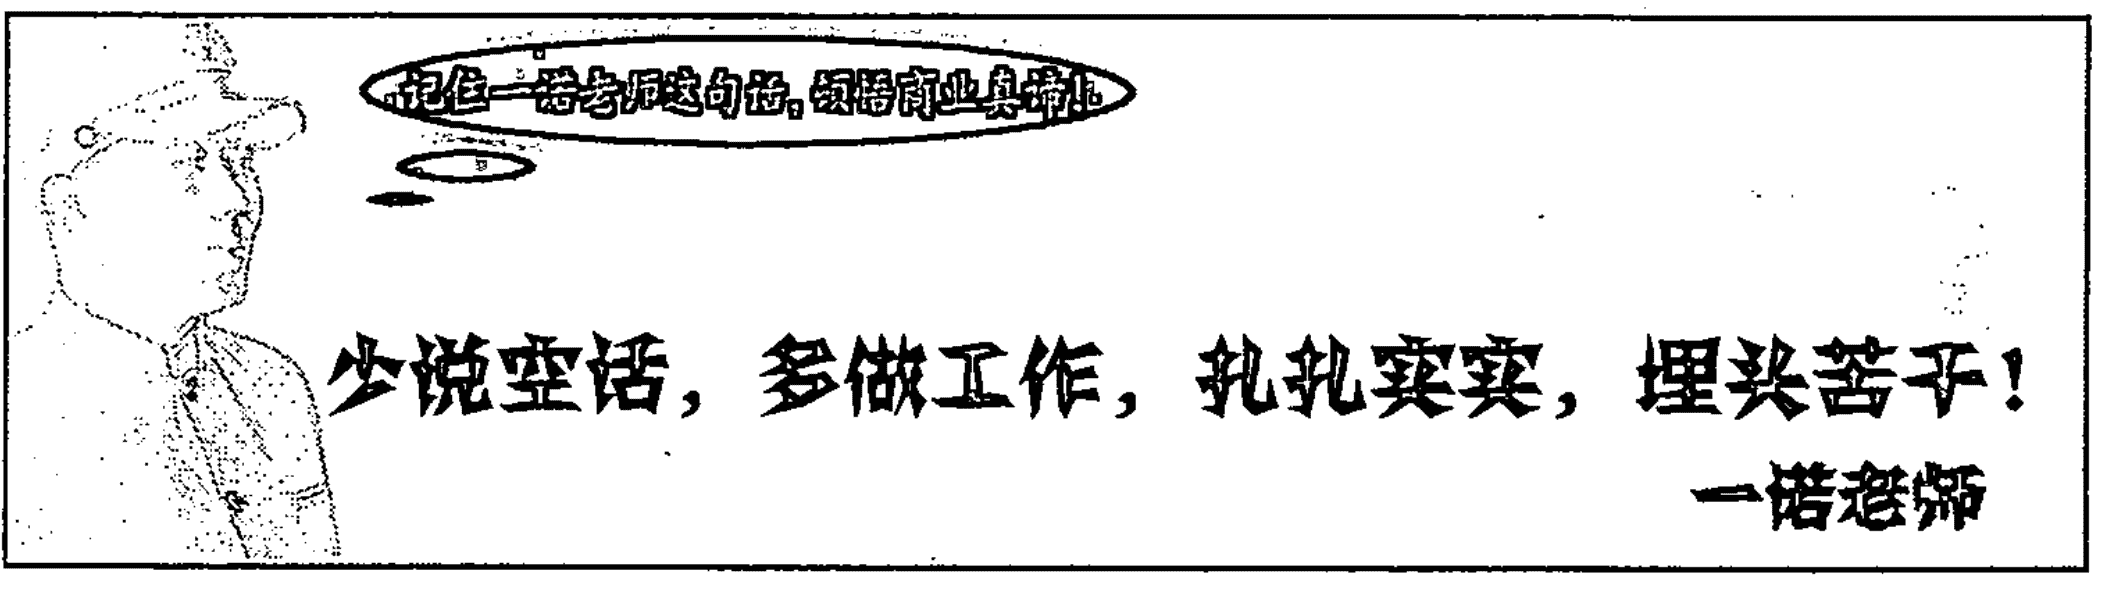 记住一诺老师这句话，领悟商业真谛！
少说空话，多做工作，扎扎实实，埋头苦干！
一诺老师